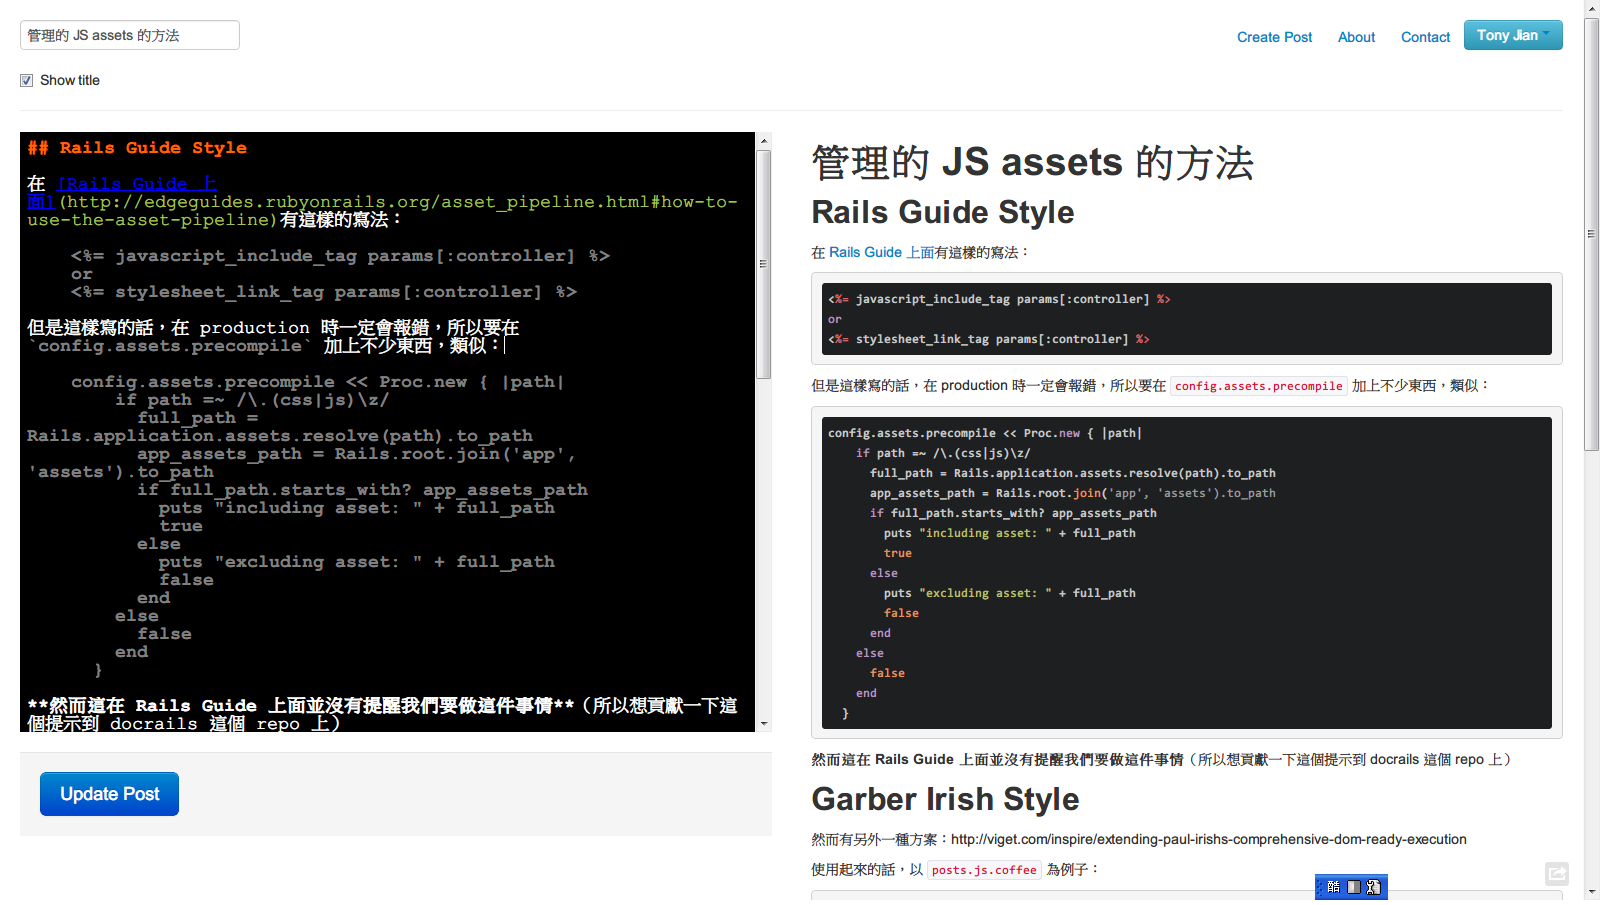 管理的 JS assets 的方法
Create Post
About
Contact
Tony Jian
Show title
## Rails Guide Style
在 [Rails Guide 上
面](http://edgeguides.rubyonrails.org/asset_pipeline.html#how-to-
use-the-asset-pipeline)有這樣的寫法：
<%= javascript_include_tag params[:controller] %>
or
<%= stylesheet_link_tag params[:controller] %>
但是這樣寫的話，在 production 時一定會報錯，所以要在
`config.assets.precompile` 加上不少東西，類似：
config.assets.precompile << Proc.new { |path|
if path =~ /\.(css|js)\z/
full_path =
Rails.application.assets.resolve(path).to_path
app_assets_path = Rails.root.join('app',
'assets').to_path
if full_path.starts_with? app_assets_path
puts "including asset: " + full_path
true
else
puts "excluding asset: " + full_path
false
end
else
false
end
}
**然而這在 Rails Guide 上面並沒有提醒我們要做這件事情**（所以想貢獻一下這
個提示到 docrails 這個 repo 上）
Update Post
管理的 JS assets 的方法
Rails Guide Style
在 Rails Guide 上面有這樣的寫法：
<%= javascript_include_tag params[:controller] %>
or
<%= stylesheet_link_tag params[:controller] %>
但是這樣寫的話，在 production 時一定會報錯，所以要在 config.assets.precompile 加上不少東西，類似：
config.assets.precompile << Proc.new { |path|
if path =~ /\.(css|js)\z/
full_path = Rails.application.assets.resolve(path).to_path
app_assets_path = Rails.root.join('app', 'assets').to_path
if full_path.starts_with? app_assets_path
puts "including asset: " + full_path
true
else
puts "excluding asset: " + full_path
false
end
else
false
end
}
然而這在 Rails Guide 上面並沒有提醒我們要做這件事情（所以想貢獻一下這個提示到 docrails 這個 repo 上）
Garber Irish Style
然而有另外一種方案：http://viget.com/inspire/extending-paul-irishs-comprehensive-dom-ready-execution
使用起來的話，以 posts.js.coffee 為例子：
酷